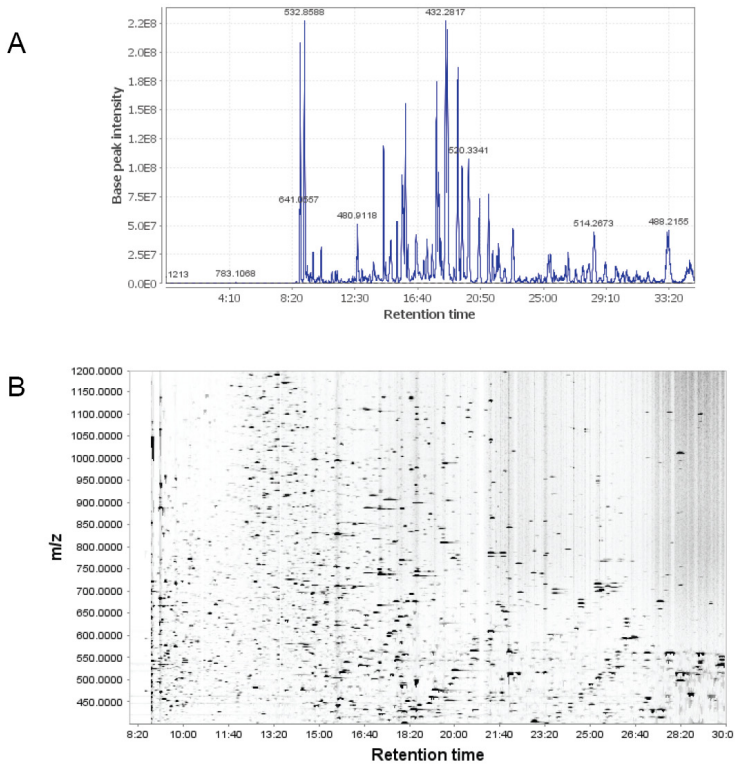 A
532.8588
432.2817
2.2E8
2.0E8
1.8E8
1.5E8
1.2E8
1.0E8
7.5E7
5.0E7
2.5E7
0.0E0
Base peak intensity
520.3341
641.0557
480.9118
514.2673
488.2155
1213
783.1068
4:10
8:20
12:30
16:40
20:50
25:00
29:10
33:20
Retention time
B
1200.0000
1150.0000
1100.0000
1050.0000
1000.0000
950.0000
900.0000
850.0000
800.0000
750.0000
700.0000
650.0000
600.0000
550.0000
500.0000
450.0000
m/z
8:20
10:00
11:40
13:20
15:00
16:40
18:20
20:00
21:40
23:20
25:00
26:40
28:20
30:0
Retention time